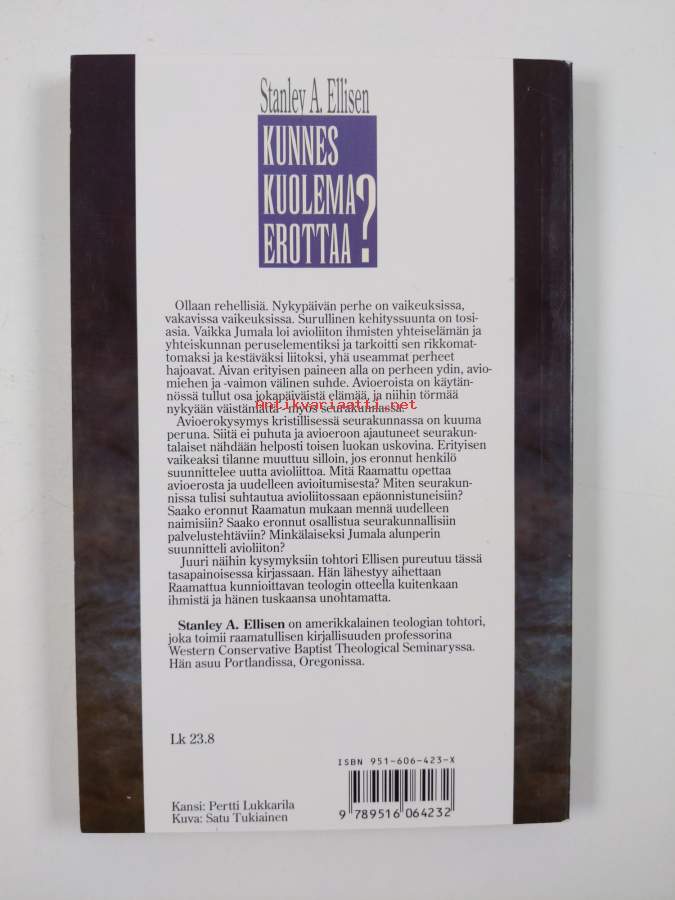 Stanley A. Ellisen
KUNNES
KUOLEMA
EROTTAA?
Ollaan rehellisiä. Nykypäivän perhe on vaikeuksissa,
vakavissa vaikeuksissa. Surullinen kehityssuunta on tosi-
asia. Vaikka Jumala loi avioliiton ihmisten yhteiselämän ja
yhteiskunnan peruselementiksi ja tarkoitti sen rikkomat-
tomaksi ja kestäväksi liitoksi, yhä useammat perheet
hajoavat. Aivan erityisen paineen alla on perheen ydin, avio-
miehen ja -vaimon välinen suhde. Avioeroista on käytän-
nössä tullut osa jokapäiväistä elämää, ja niihin törmää
Antikvariaatti.net
nykyään väistämättä myös seurakunnassa.
Avioerokysymys kristillisessä seurakunnassa on kuuma
peruna. Siitä ei puhuta ja avioeroon ajautuneet seurakun-
talaiset nähdään helposti toisen luokan uskovina. Erityisen
vaikeaksi tilanne muuttuu silloin, jos eronnut henkilö
suunnittelee uutta avioliittoa. Mitä Raamattu opettaa
avioerosta ja uudelleen avioitumisesta? Miten seurakun-
nissa tulisi suhtautua avioliitossaan epäonnistuneisiin?
Saako eronnut Raamatun mukaan mennä uudelleen
naimisiin? Saako eronnut osallistua seurakunnallisiin
palvelustehtäviin? Minkälaiseksi Jumala alunperin
suunnitteli avioliiton?
Juuri näihin kysymyksiin tohtori Ellisen pureutuu tässä
tasapainoisessa kirjassaan. Hän lähestyy aihettaan
Raamattua kunnioittavan teologin otteella kuitenkaan
ihmistä ja hänen tuskaansa unohtamatta.
Stanley A. Ellisen on amerikkalainen teologian tohtori,
joka toimii raamatullisen kirjallisuuden professorina
Western Conservative Baptist Theological Seminaryssa.
Hän asuu Portlandissa, Oregonissa.
Lk 23.8
ISBN 951-606-423-X
Kansi: Pertti Lukkarila
Kuva: Satu Tukiainen
9 789516 064232